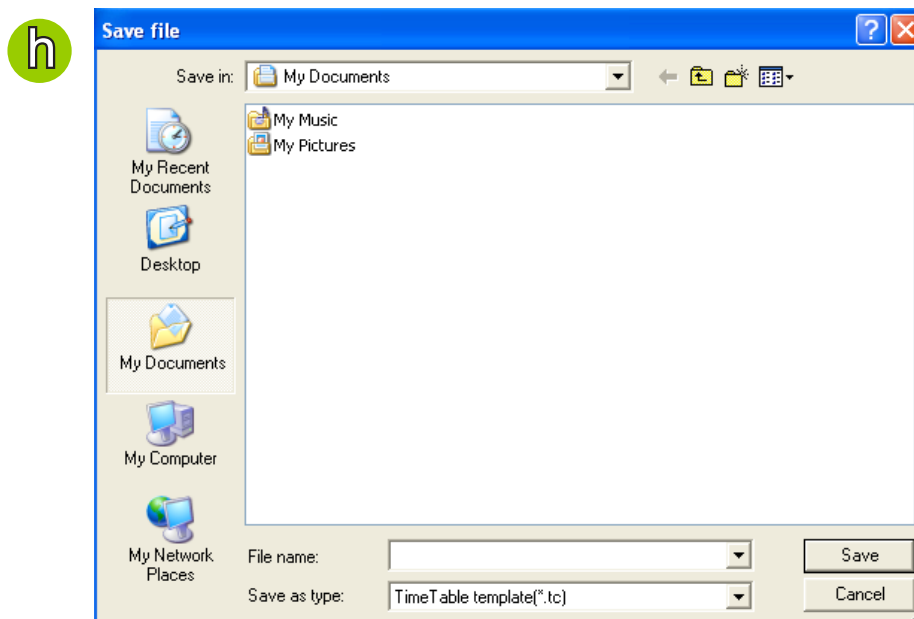 h
Save file
Save in:
My Documents
My Music
My Pictures
My Recent
Documents
Desktop
My Documents
My Computer
My Network
Places
File name:
Save
Save as type:
TimeTable template(*.tc)
Cancel